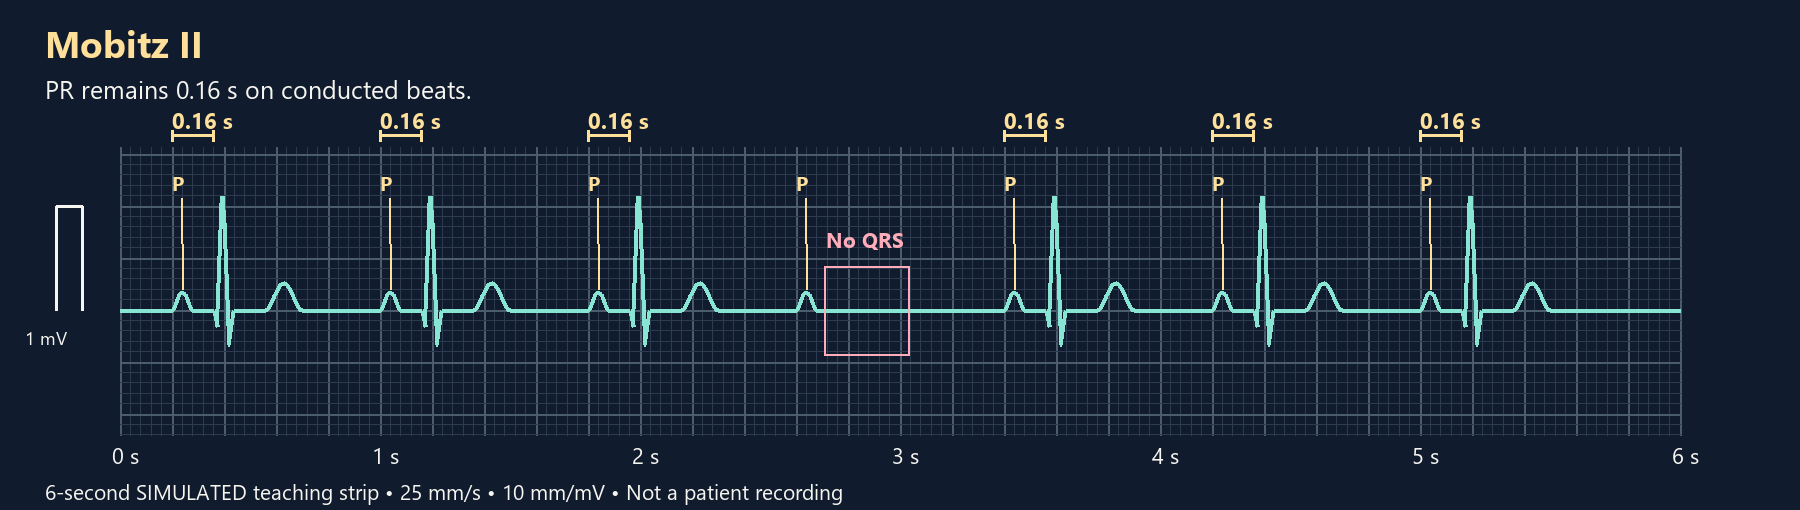 Mobitz II
PR remains 0.16 s on conducted beats.
0.16 s 0.16 s 0.16 s 0.16 s 0.16 s 0.16 s
P P P P P P P
No QRS
1 mV
0 s 1 s 2 s 3 s 4 s 5 s 6 s
6-second SIMULATED teaching strip • 25 mm/s • 10 mm/mV • Not a patient recording